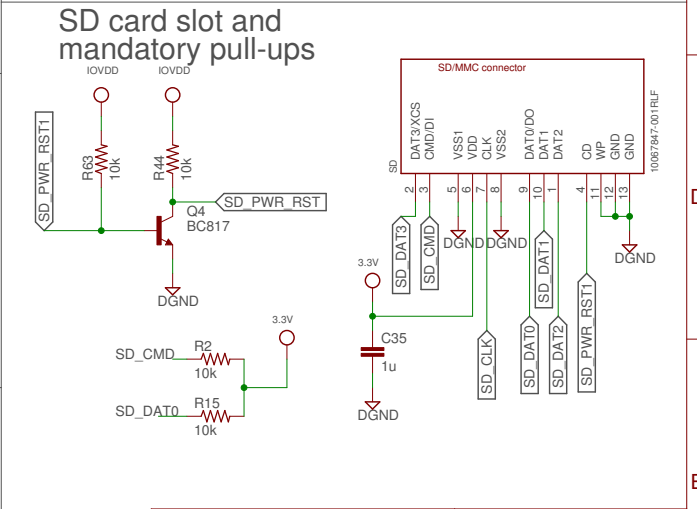 SD card slot and
mandatory pull-ups
IOVDD
IOVDD
SD_PWR_RST1
R63
10k
R44
10k
SD_PWR_RST
Q4
BC817
DGND
SD/MMC connector
DAT3/XCS
CMD/DI
VSS1
VDD
CLK
VSS2
DAT0/DO
DAT1
DAT2
CD
WP
GND
GND
SD
10067847-001RLF
2
3
5
6
7
8
9
10
1
4
11
12
13
SD_DAT3
SD_CMD
DGND
DGND
SD_DAT1
DGND
3.3V
C35
1u
DGND
SD_CLK
SD_DAT0
SD_DAT2
SD_PWR_RST1
3.3V
SD_CMD
R2
10k
SD_DAT0
R15
10k